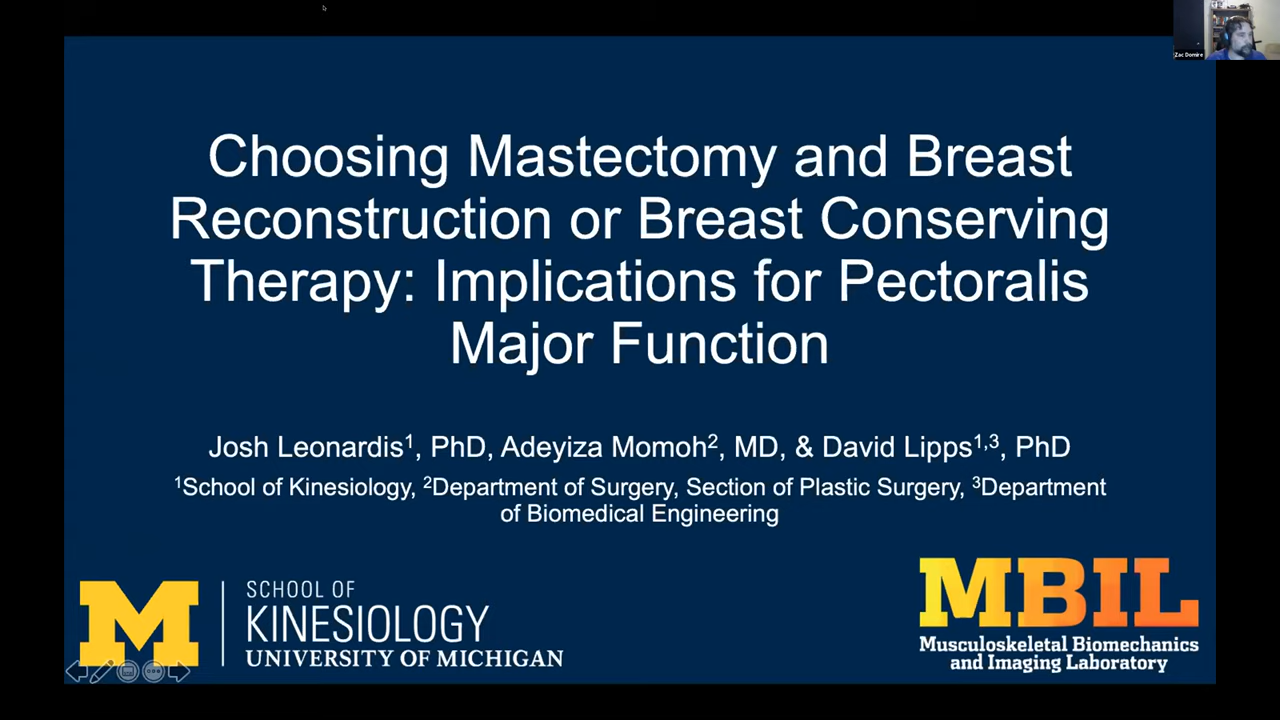 Zac Domire
Choosing Mastectomy and Breast
Reconstruction or Breast Conserving
Therapy: Implications for Pectoralis
Major Function
Josh Leonardis¹, PhD, Adeyiza Momoh², MD, & David Lipps¹,³, PhD
¹School of Kinesiology, ²Department of Surgery, Section of Plastic Surgery, ³Department
of Biomedical Engineering
M
SCHOOL OF
KINESIOLOGY
UNIVERSITY OF MICHIGAN
MBIL
Musculoskeletal Biomechanics
and Imaging Laboratory